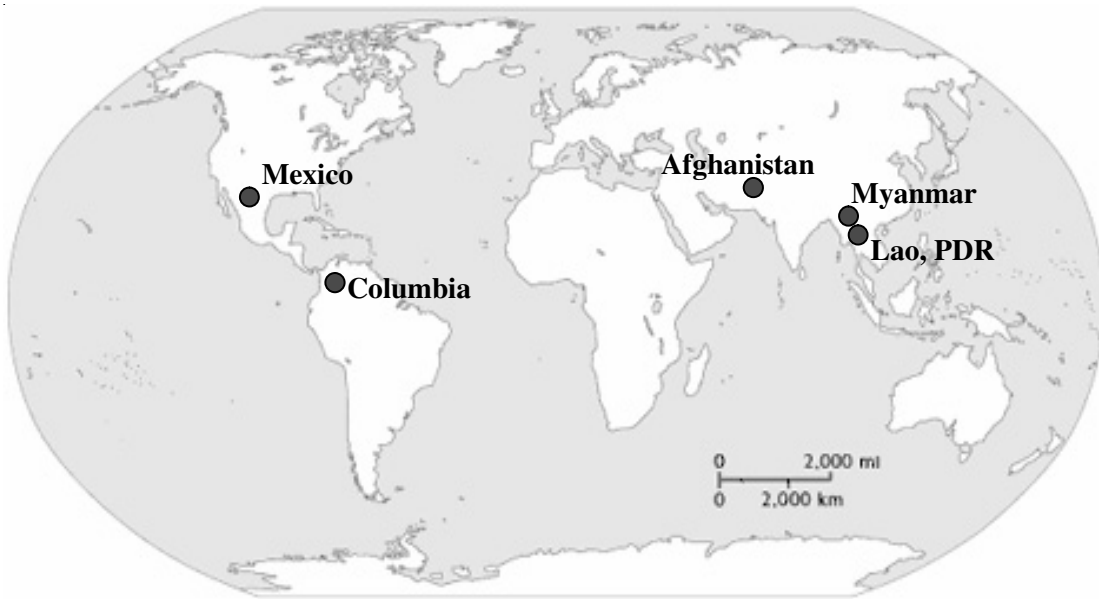 Mexico
Afghanistan
Myanmar
Lao, PDR
Columbia
0 2,000 mi
0 2,000 km